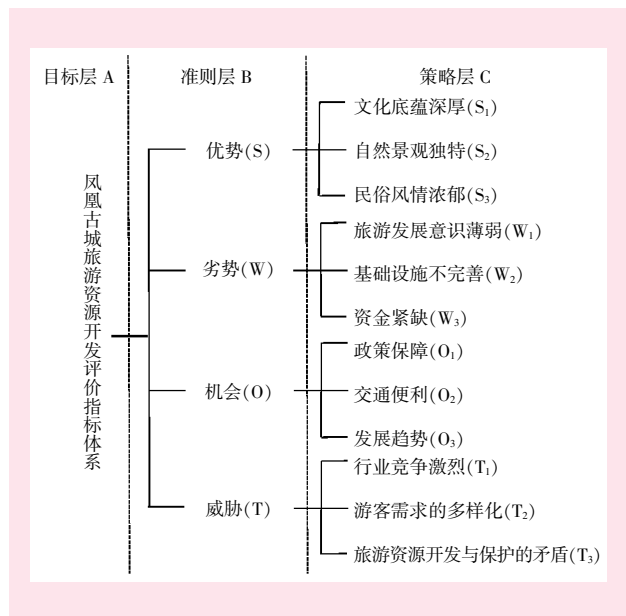 目标层 A
准则层 B
策略层 C
凤凰古城旅游资源开发评价指标体系
优势(S)
文化底蕴深厚(S₁)
自然景观独特(S₂)
民俗风情浓郁(S₃)
劣势(W)
旅游发展意识薄弱(W₁)
基础设施不完善(W₂)
资金紧缺(W₃)
机会(O)
政策保障(O₁)
交通便利(O₂)
发展趋势(O₃)
威胁(T)
行业竞争激烈(T₁)
游客需求的多样化(T₂)
旅游资源开发与保护的矛盾(T₃)